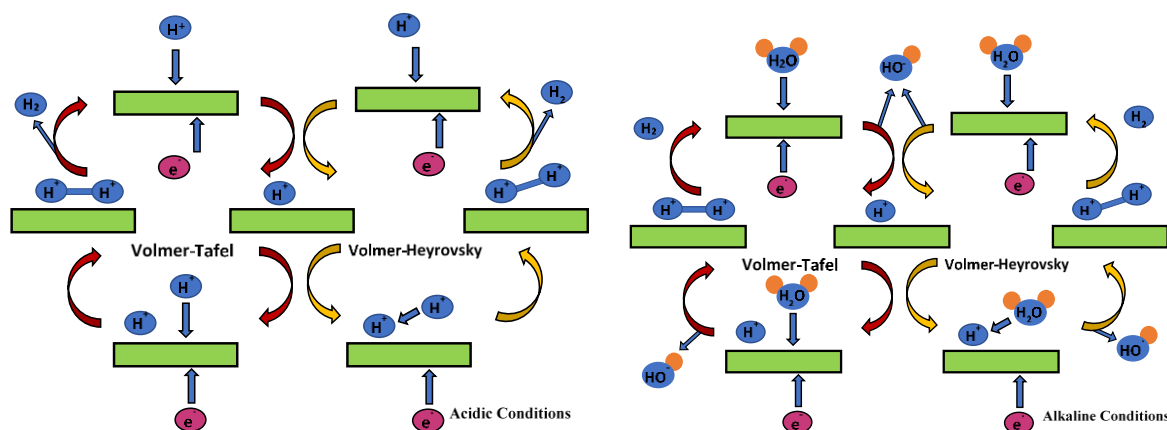 H⁺
H⁺
H₂
H₂
e⁻
e⁻
H⁺ H⁺
H⁺
H⁺ H⁺
Volmer-Tafel
Volmer-Heyrovsky
H⁺
H⁺
H⁺
H⁺
e⁻
e⁻
Acidic Conditions
H₂O
HO⁻
H₂O
H₂
H₂
e⁻
e⁻
H⁺ H⁺
H⁺
H⁺ H⁺
Volmer-Tafel
Volmer-Heyrovsky
H₂O
H₂O
H⁺
H⁺
HO⁻
HO⁻
e⁻
e⁻
Alkaline Conditions